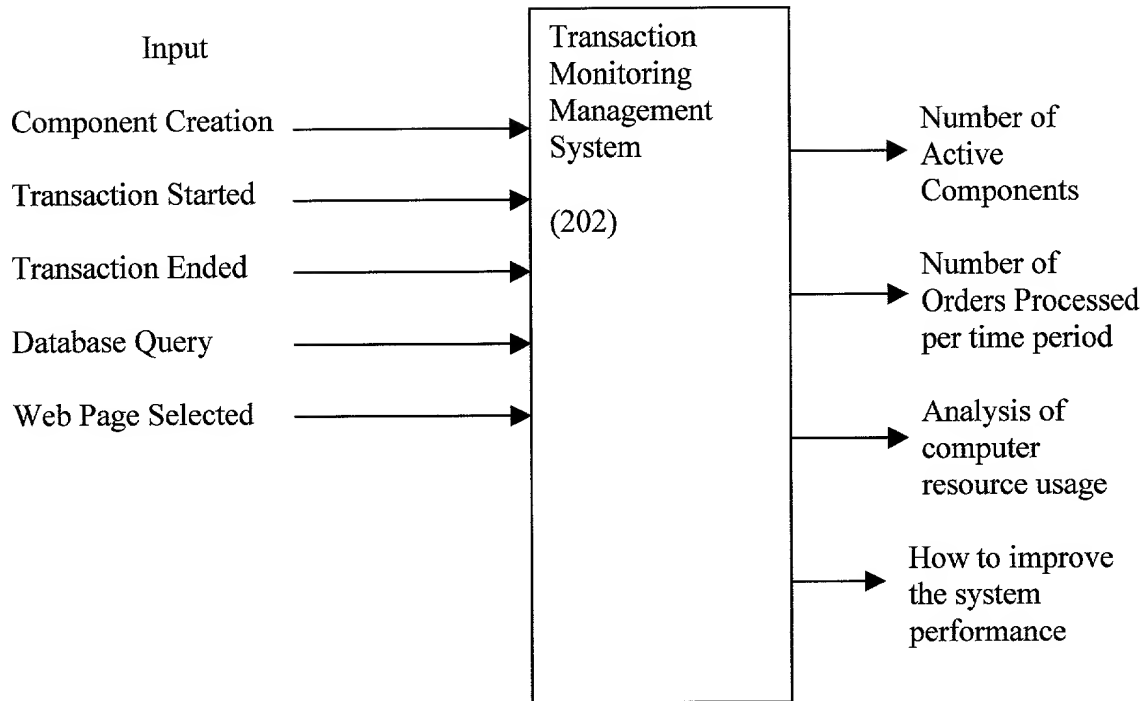 Input
Component Creation
Transaction Started
Transaction Ended
Database Query
Web Page Selected
Transaction
Monitoring
Management
System
(202)
Number of
Active
Components
Number of
Orders Processed
per time period
Analysis of
computer
resource usage
How to improve
the system
performance